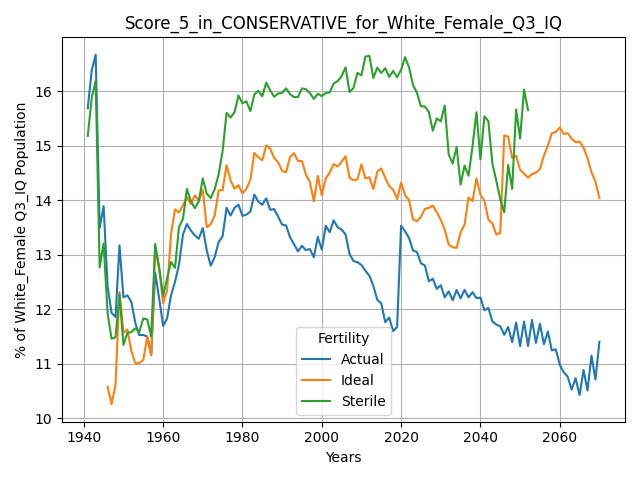 Score_5_in_CONSERVATIVE_for_White_Female_Q3_IQ
% of White_Female Q3_IQ Population
16
15
14
13
12
11
10
Fertility
Actual
Ideal
Sterile
1940 1960 1980 2000 2020 2040 2060
Years